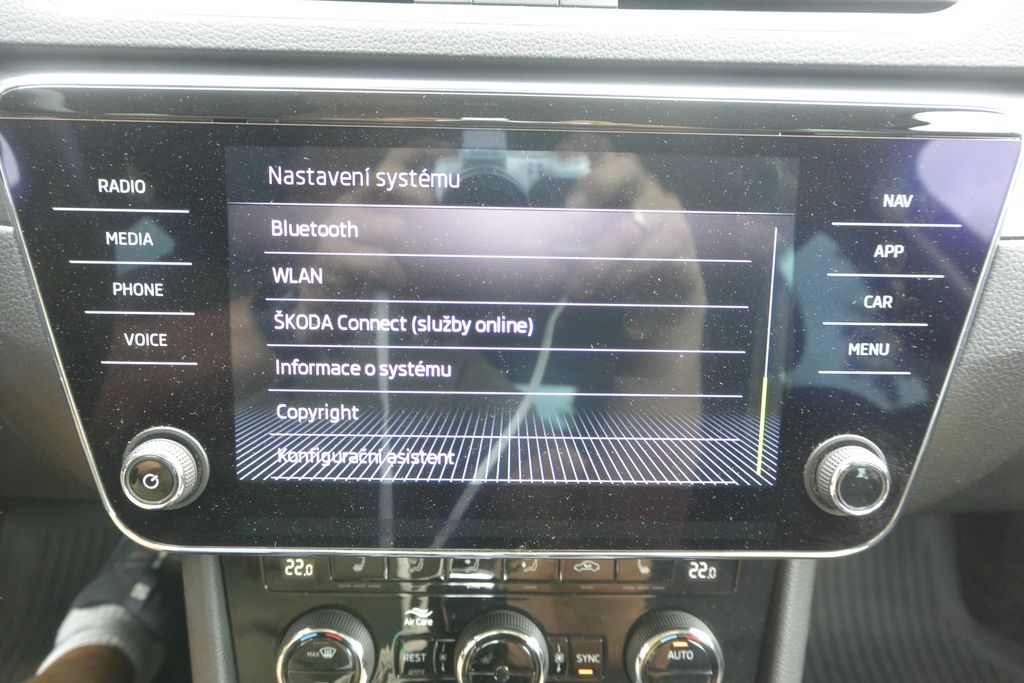 Nastavení systému
RADIO
MEDIA
PHONE
VOICE
Bluetooth
WLAN
ŠKODA Connect (služby online)
Informace o systému
Copyright
Konfigurační asistent
NAV
APP
CAR
MENU
22.0
22.0
Air Care
MAX
REST
SYNC
AUTO